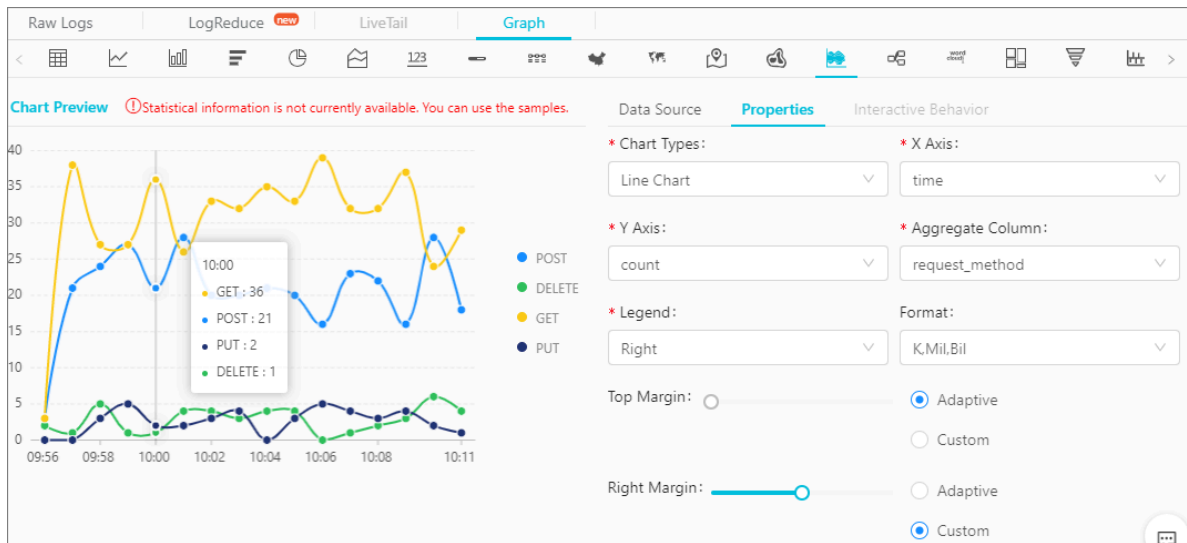 Raw Logs
LogReduce new
LiveTail
Graph
123
word cloud
Chart Preview
Statistical information is not currently available. You can use the samples.
Data Source
Properties
Interactive Behavior
40
35
30
25
20
15
10
5
0
09:56
09:58
10:00
10:02
10:04
10:06
10:08
10:11
10:00
GET : 36
POST : 21
PUT : 2
DELETE : 1
POST
DELETE
GET
PUT
* Chart Types:
Line Chart
* X Axis:
time
* Y Axis:
count
* Aggregate Column:
request_method
* Legend:
Right
Format:
K,Mil,Bil
Top Margin:
Adaptive
Custom
Right Margin:
Adaptive
Custom